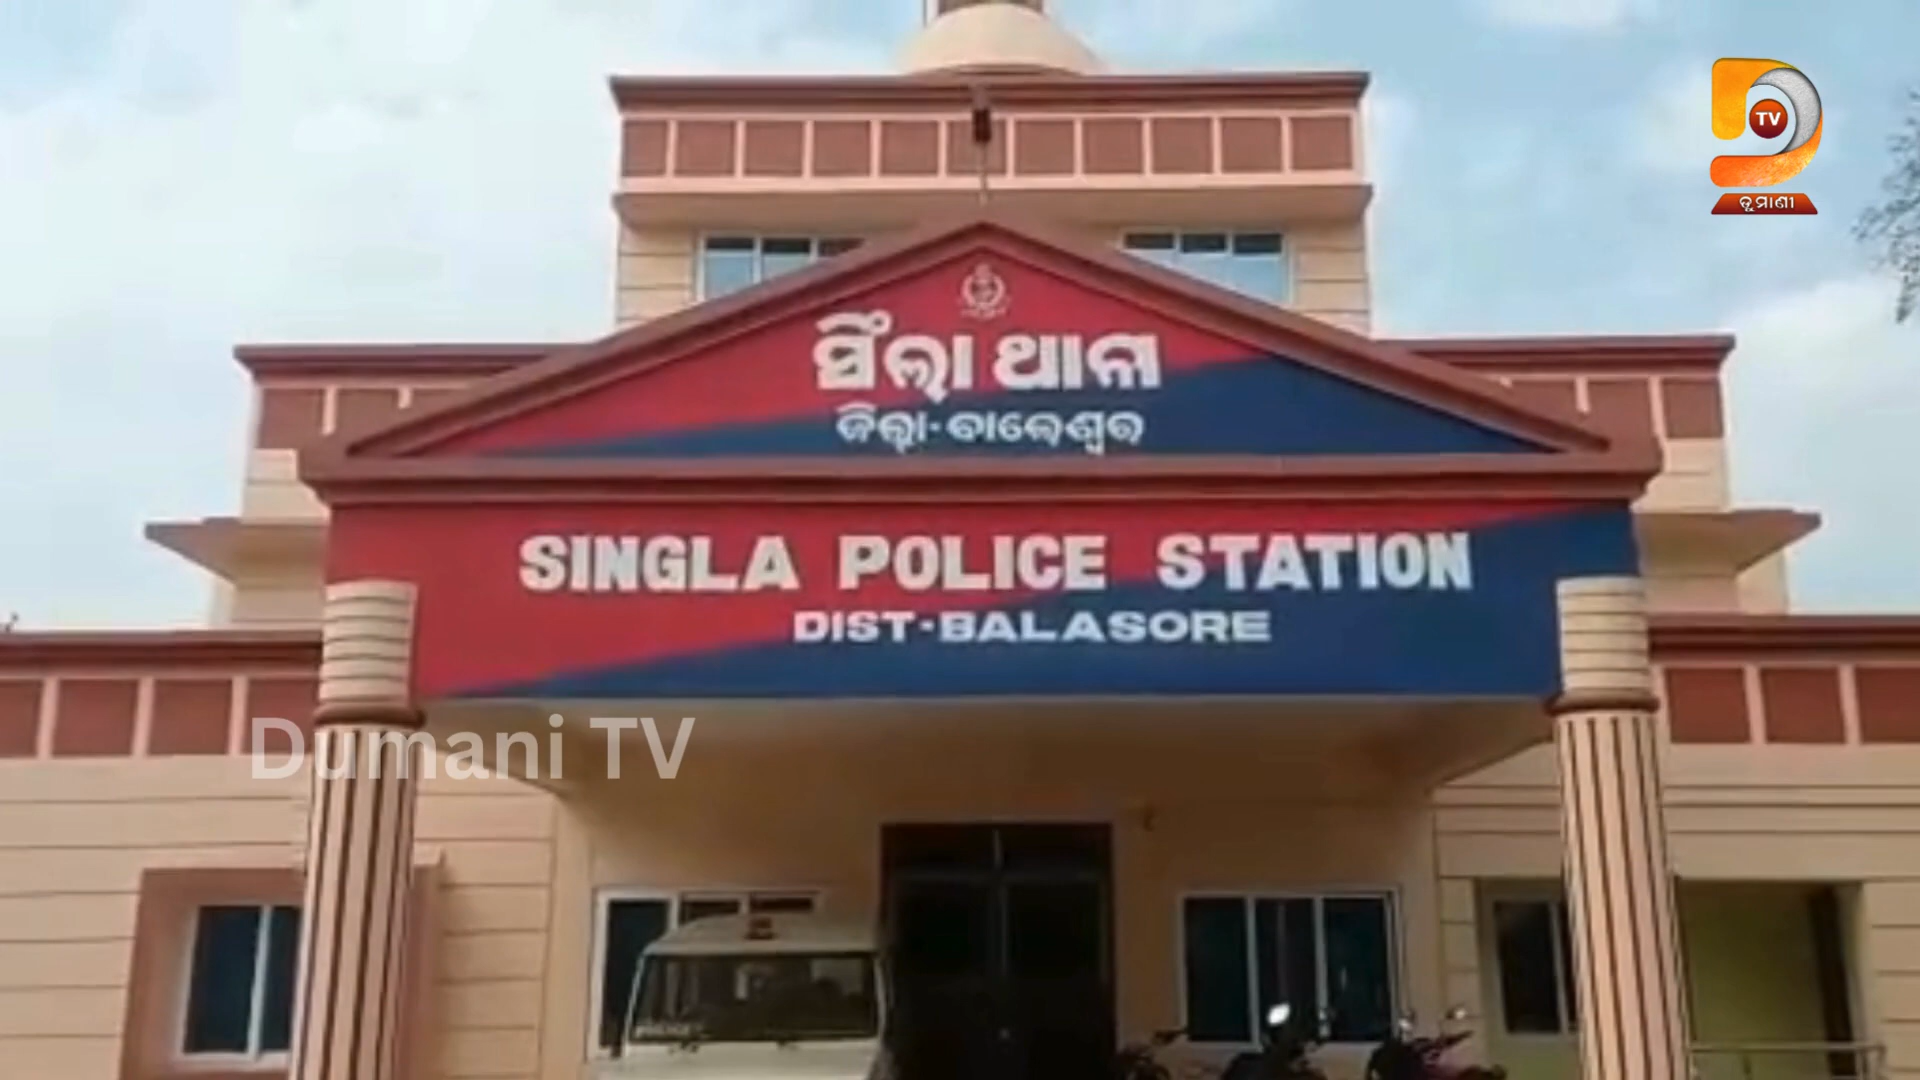 TV
ଡୁମାଣୀ
ସିଂଲା ଥାନା
ଜିଲ୍ଲା-ବାଲେଶ୍ୱର
SINGLA POLICE STATION
DIST-BALASORE
Dumani TV